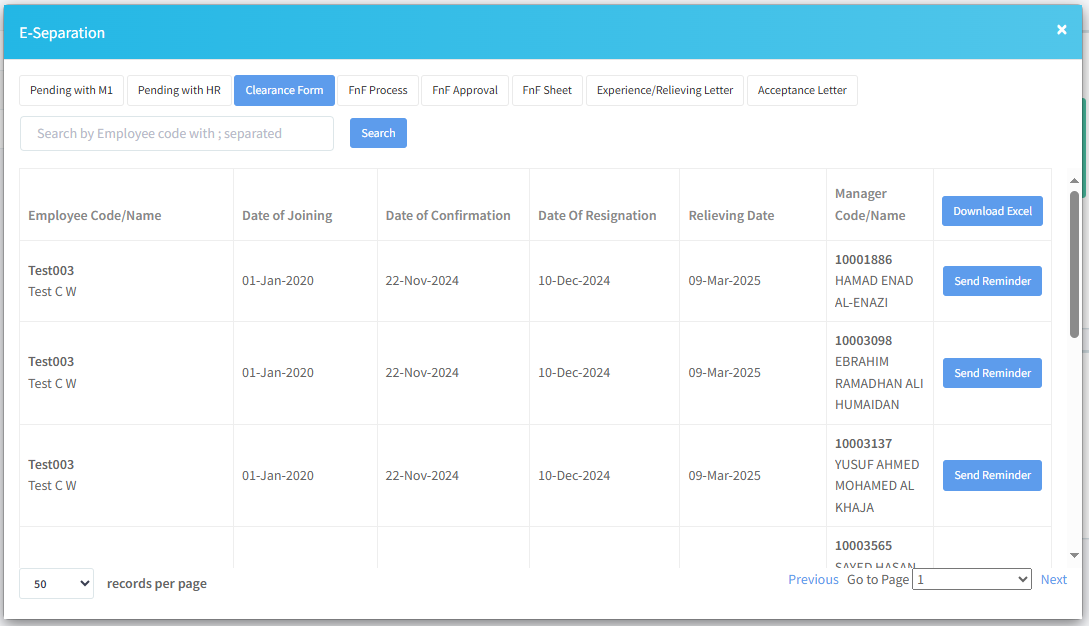 E-Separation ×
Pending with M1 Pending with HR Clearance Form FnF Process FnF Approval FnF Sheet Experience/Relieving Letter Acceptance Letter
Search by Employee code with ; separated Search
Employee Code/Name Date of Joining Date of Confirmation Date Of Resignation Relieving Date Manager Code/Name Download Excel
Test003
Test C W
01-Jan-2020 22-Nov-2024 10-Dec-2024 09-Mar-2025
10001886
HAMAD ENAD
AL-ENAZI
Send Reminder
Test003
Test C W
01-Jan-2020 22-Nov-2024 10-Dec-2024 09-Mar-2025
10003098
EBRAHIM
RAMADHAN ALI
HUMAIDAN
Send Reminder
Test003
Test C W
01-Jan-2020 22-Nov-2024 10-Dec-2024 09-Mar-2025
10003137
YUSUF AHMED
MOHAMED AL
KHAJA
Send Reminder
10003565
SAYED HASAN
50 records per page
Previous Go to Page 1 Next